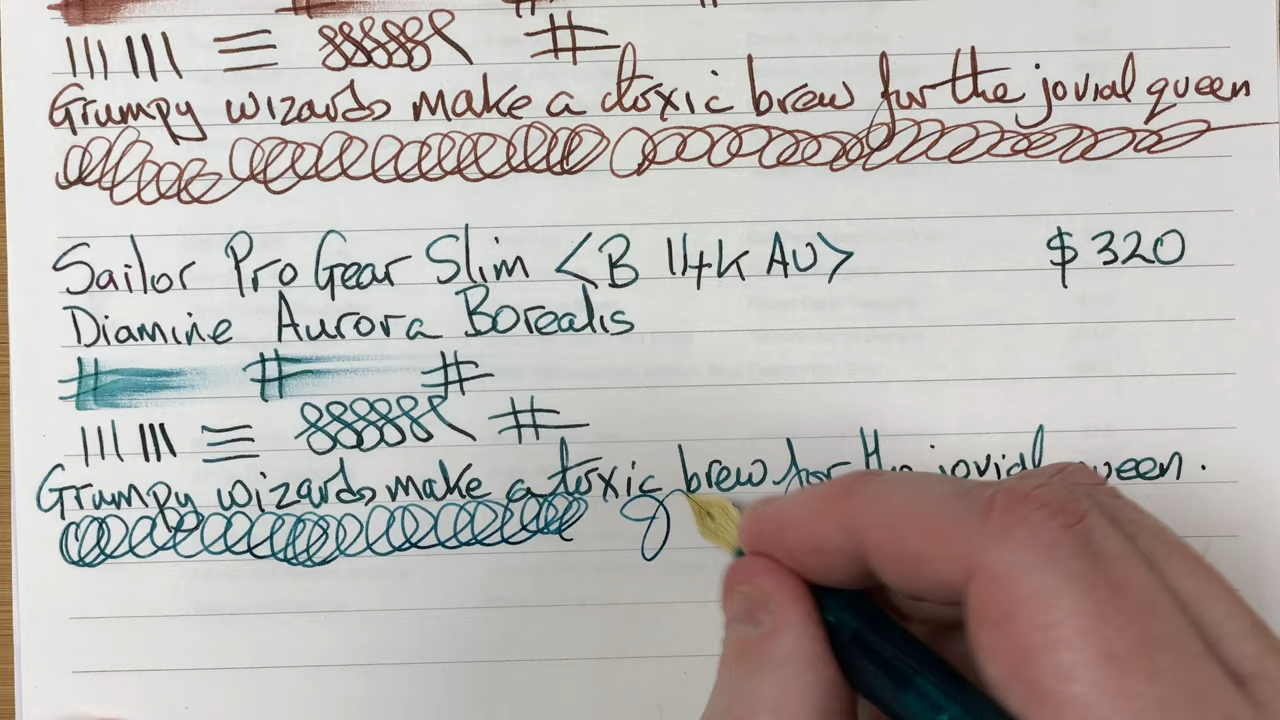 Grumpy wizards make a toxic brew for the jovial queen
Sailor Pro Gear Slim <B 14K AU> $320
Diamine Aurora Borealis
# # #
Grumpy wizards make a toxic brew for the jovial queen.